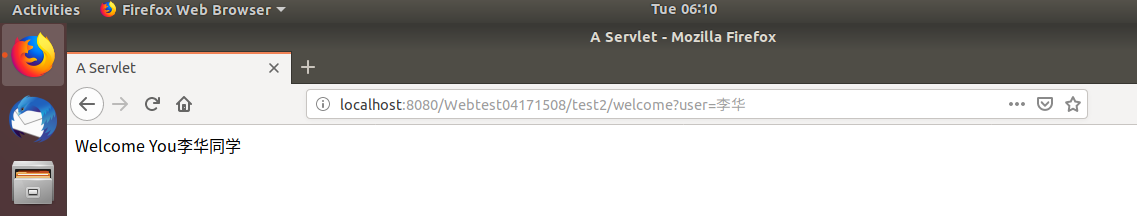 Activities Firefox Web Browser Tue 06:10
A Servlet - Mozilla Firefox
A Servlet
localhost:8080/Webtest04171508/test2/welcome?user=李华
Welcome You李华同学